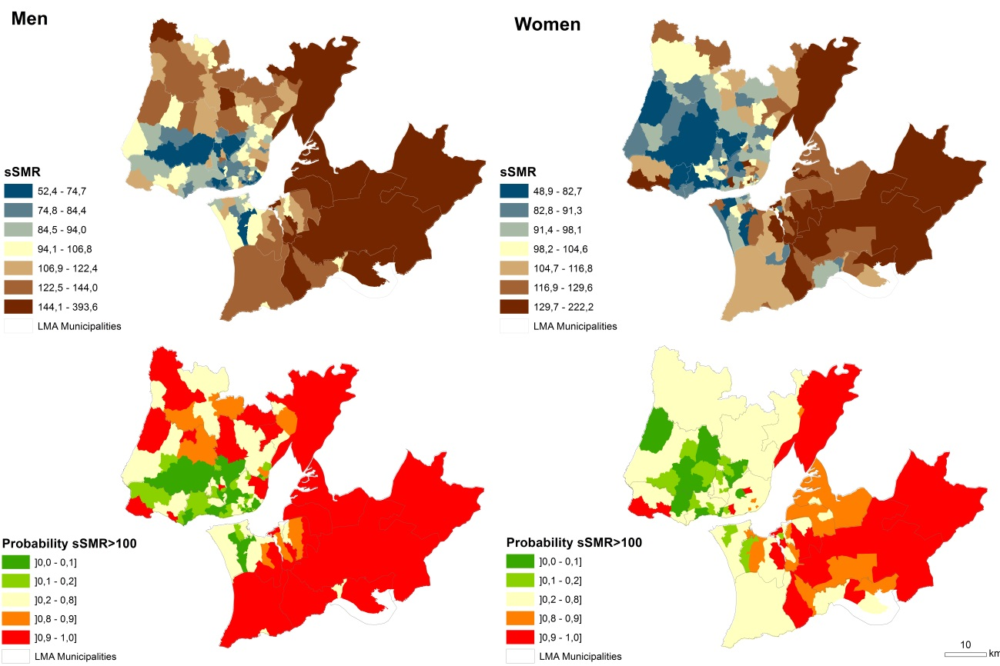 Men
sSMR
52,4 - 74,7
74,8 - 84,4
84,5 - 94,0
94,1 - 106,8
106,9 - 122,4
122,5 - 144,0
144,1 - 393,6
LMA Municipalities
Women
sSMR
48,9 - 82,7
82,8 - 91,3
91,4 - 98,1
98,2 - 104,6
104,7 - 116,8
116,9 - 129,6
129,7 - 222,2
LMA Municipalities
Probability sSMR>100
]0,0 - 0,1]
]0,1 - 0,2]
]0,2 - 0,8]
]0,8 - 0,9]
]0,9 - 1,0]
LMA Municipalities
Probability sSMR>100
]0,0 - 0,1]
]0,1 - 0,2]
]0,2 - 0,8]
]0,8 - 0,9]
]0,9 - 1,0]
LMA Municipalities
10
km